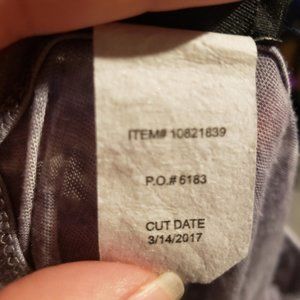 ITEM# 10821839
P.O.# 6183
CUT DATE
3/14/2017